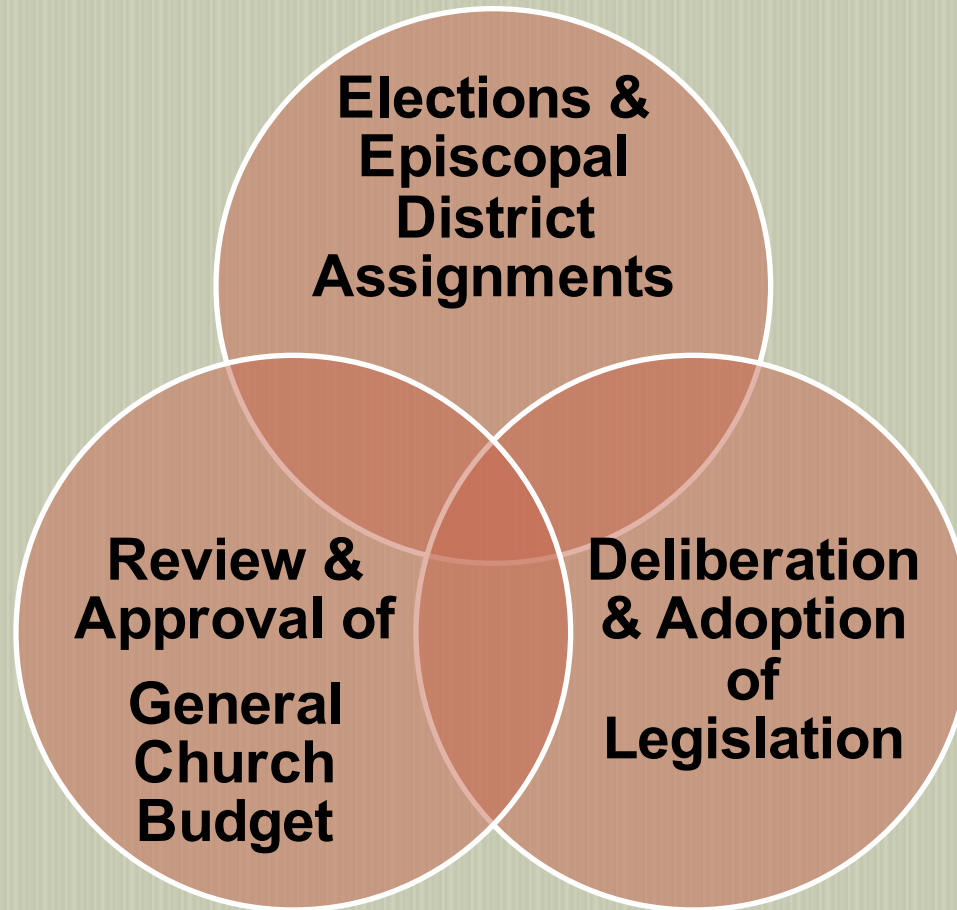 Elections &
Episcopal
District
Assignments
Review &
Approval of
General
Church
Budget
Deliberation
& Adoption
of
Legislation